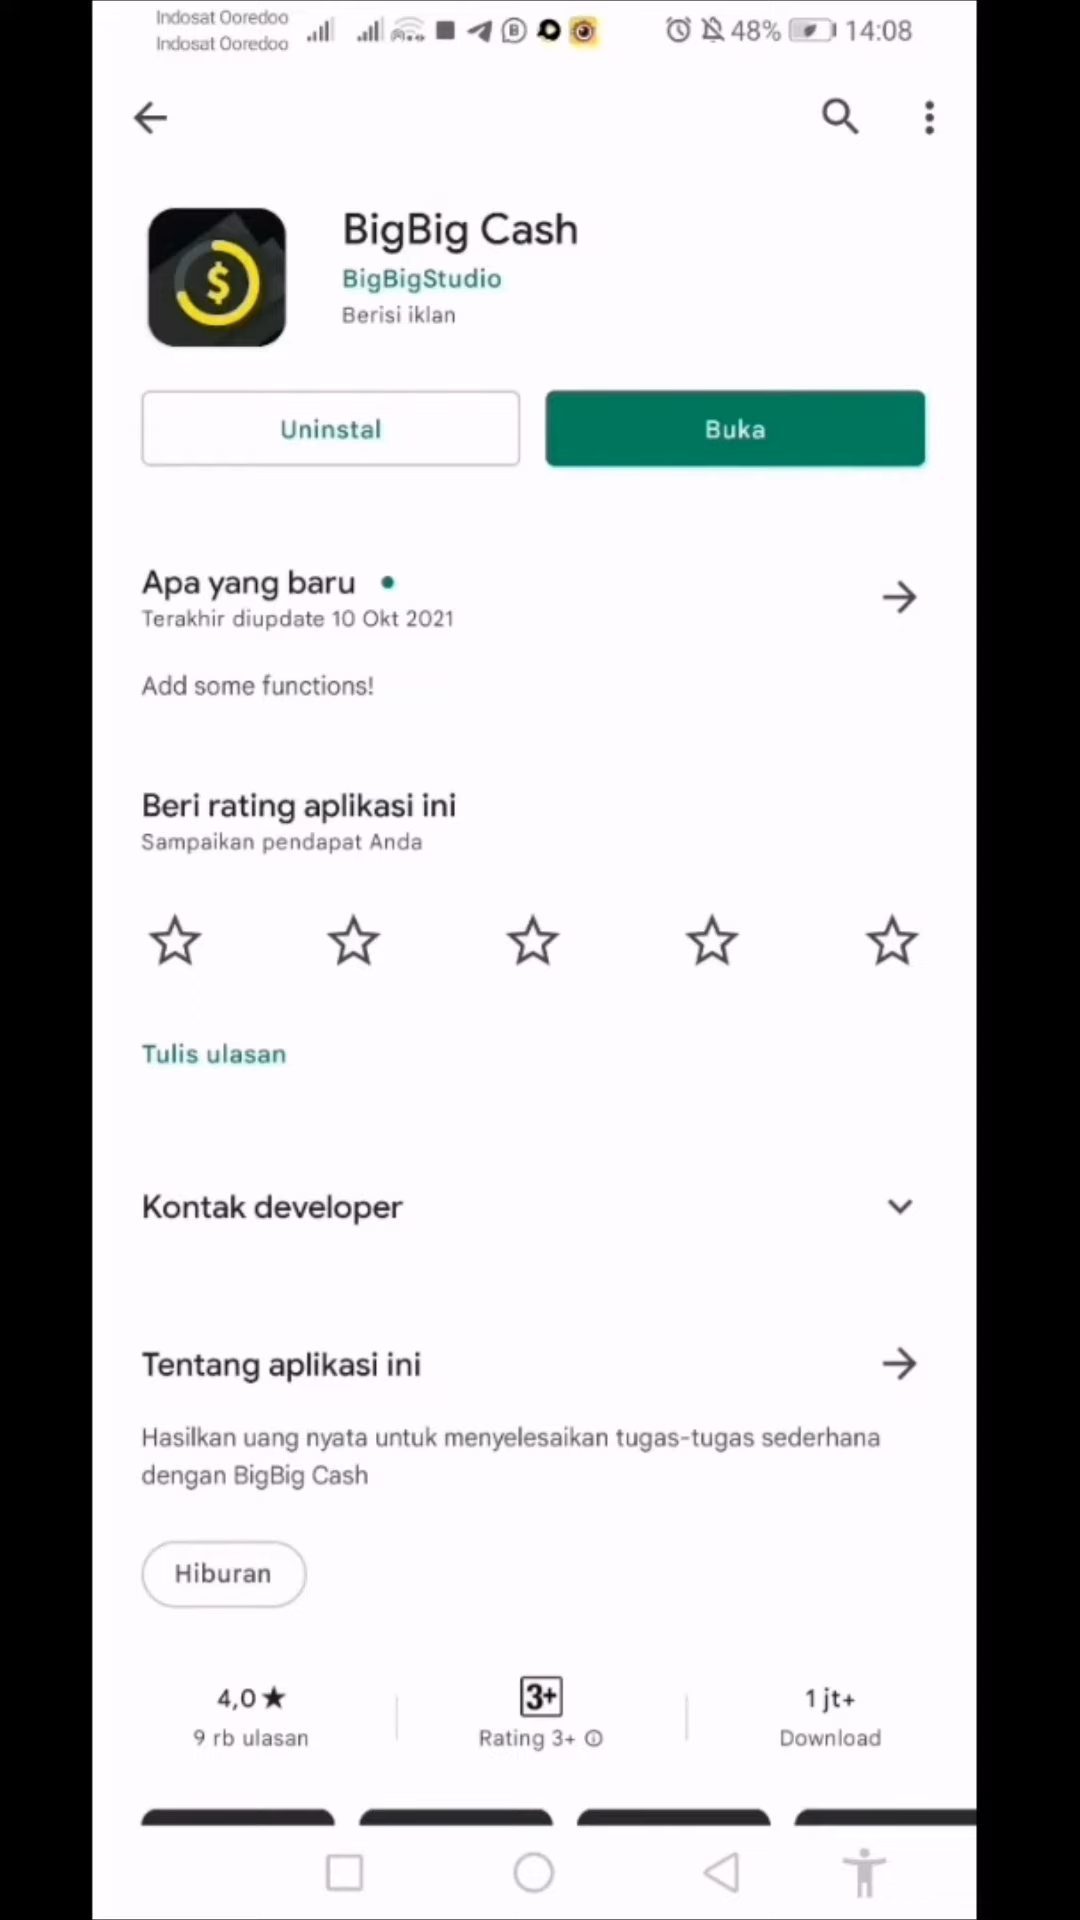 Indosat Ooredoo
Indosat Ooredoo
48% 14:08
BigBig Cash
BigBigStudio
Berisi iklan
Uninstal
Buka
Apa yang baru
Terakhir diupdate 10 Okt 2021
Add some functions!
Beri rating aplikasi ini
Sampaikan pendapat Anda
Tulis ulasan
Kontak developer
Tentang aplikasi ini
Hasilkan uang nyata untuk menyelesaikan tugas-tugas sederhana
dengan BigBig Cash
Hiburan
4,0★ 3+ 1 jt+
9 rb ulasan Rating 3+ Download